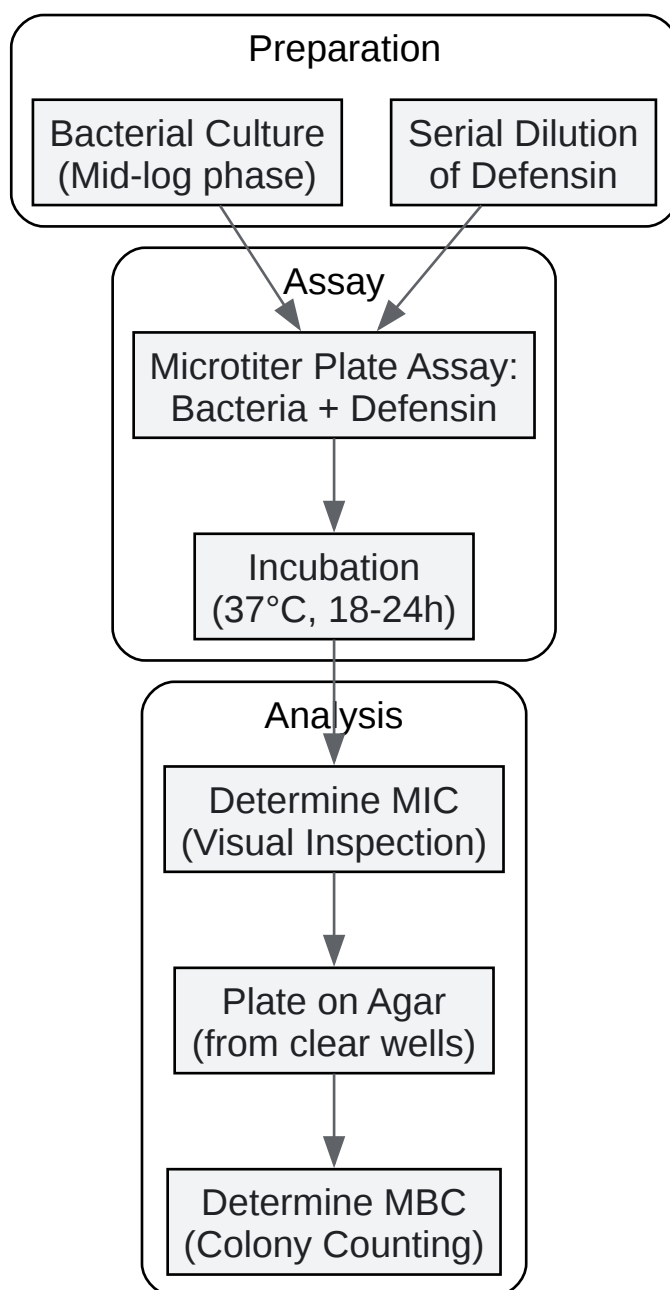 Preparation
Bacterial Culture
(Mid-log phase)
Serial Dilution
of Defensin
Assay
Microtiter Plate Assay:
Bacteria + Defensin
Incubation
(37°C, 18-24h)
Analysis
Determine MIC
(Visual Inspection)
Plate on Agar
(from clear wells)
Determine MBC
(Colony Counting)